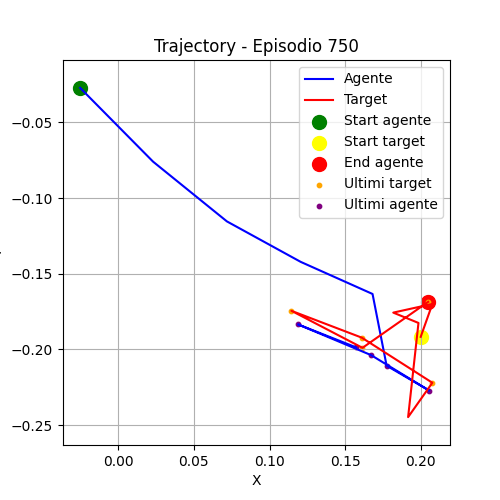 Trajectory - Episodio 750
Agente
Target
Start agente
Start target
End agente
Ultimi target
Ultimi agente
−0.05
−0.10
−0.15
−0.20
−0.25
0.00 0.05 0.10 0.15 0.20
X